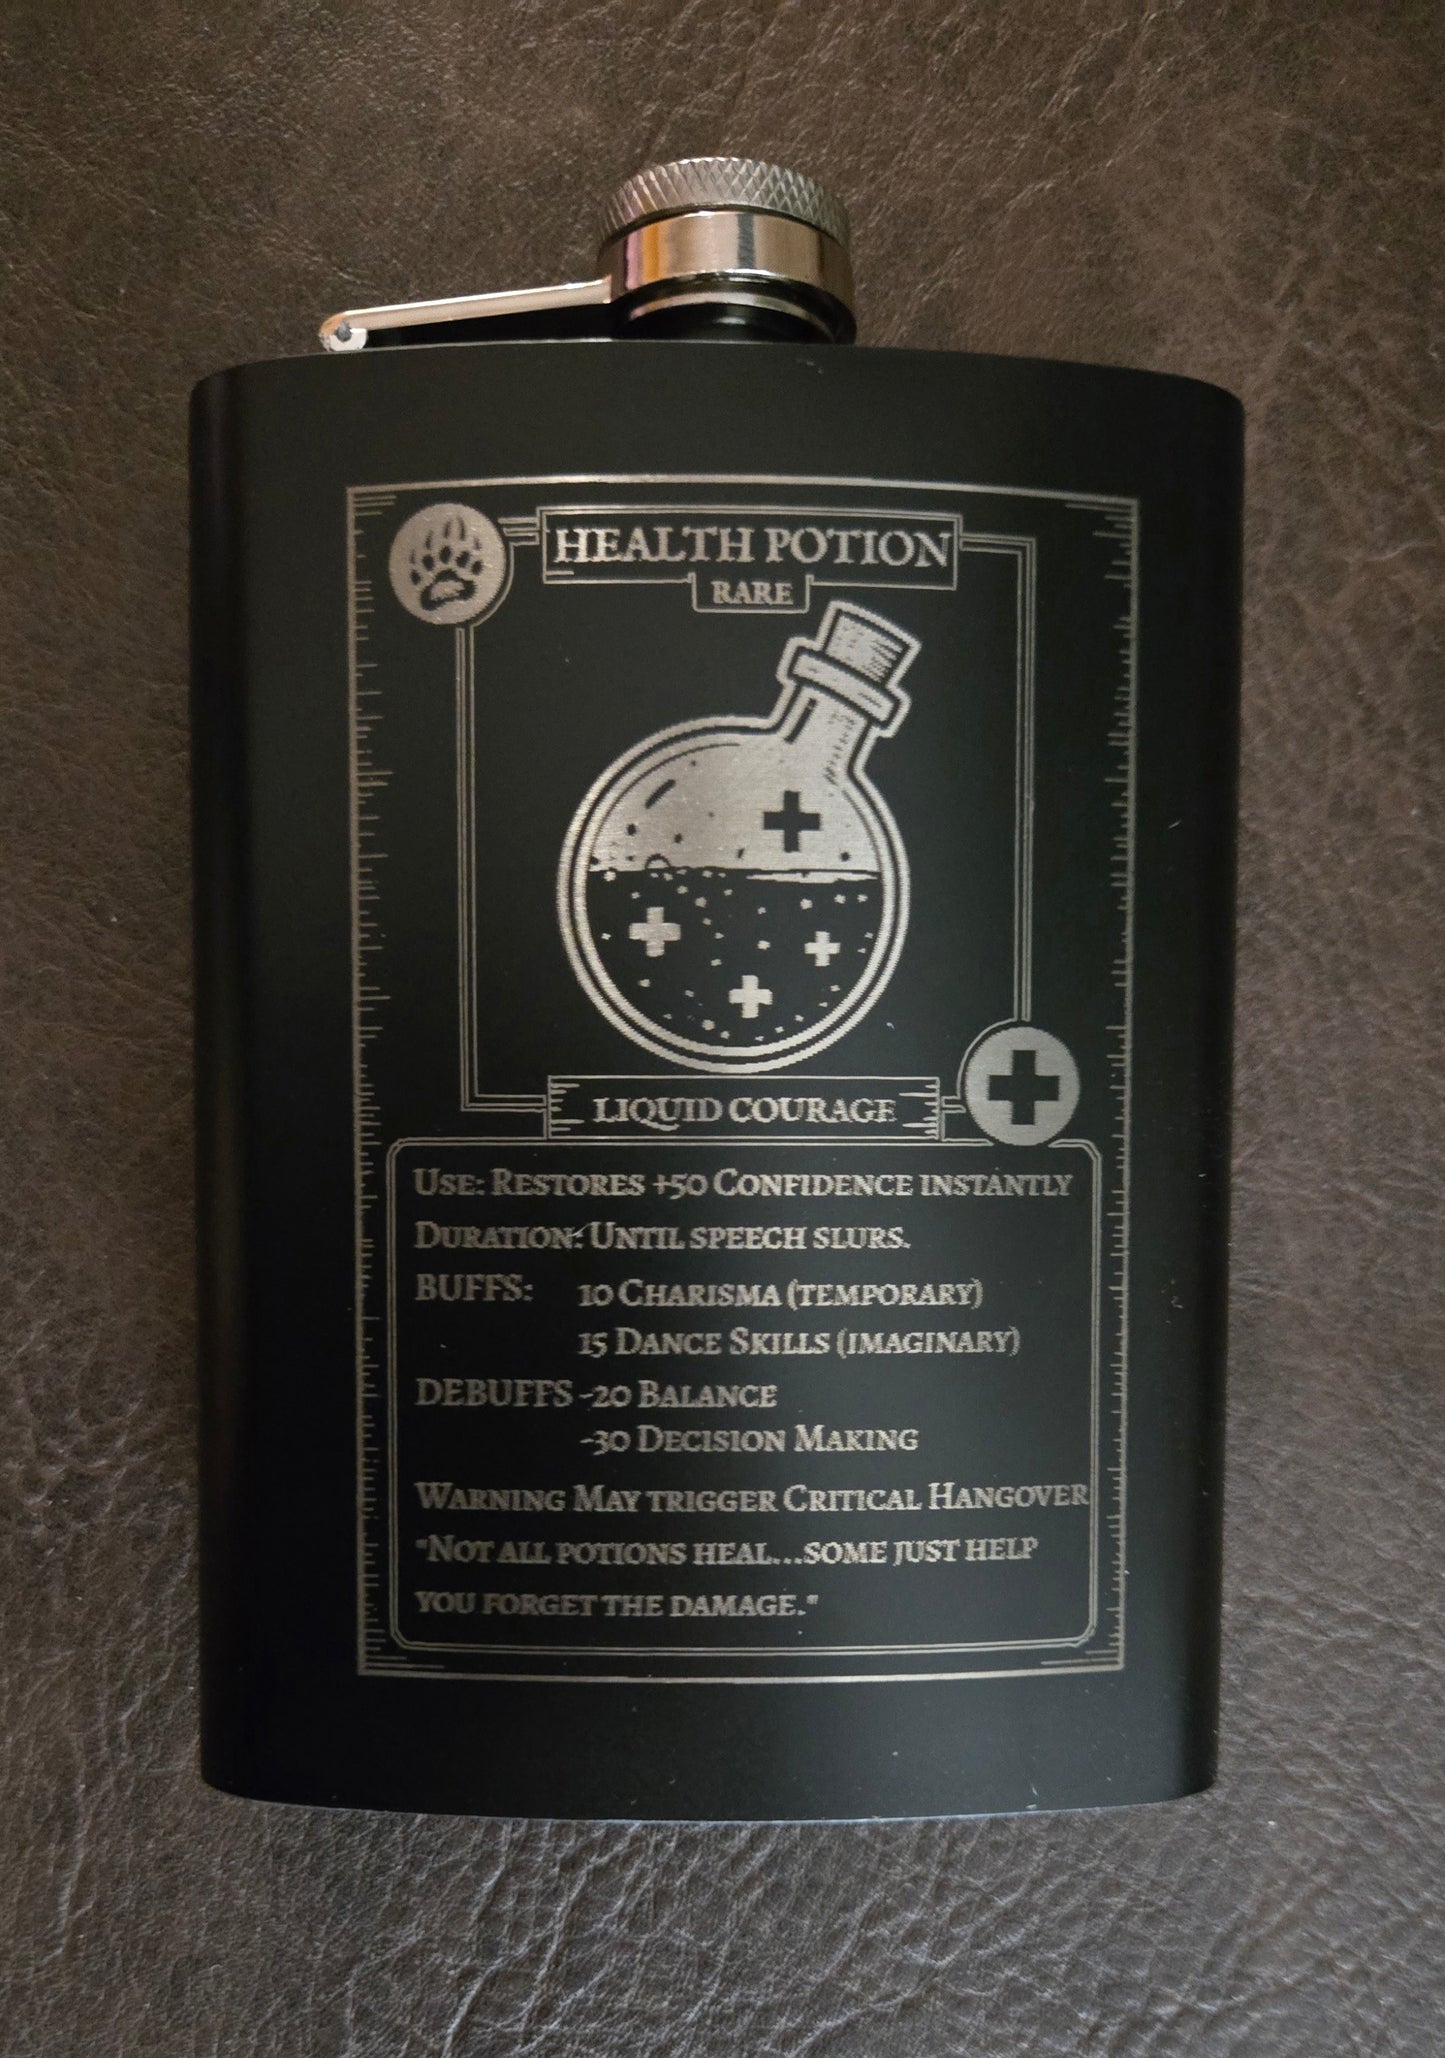 HEALTH POTION
RARE
LIQUID COURAGE
USE: RESTORES +50 CONFIDENCE INSTANTLY
DURATION: UNTIL SPEECH SLURS.
BUFFS: 10 CHARISMA (TEMPORARY)
15 DANCE SKILLS (IMAGINARY)
DEBUFFS -20 BALANCE
-30 DECISION MAKING
WARNING MAY TRIGGER CRITICAL HANGOVER
"NOT ALL POTIONS HEAL...SOME JUST HELP
YOU FORGET THE DAMAGE."